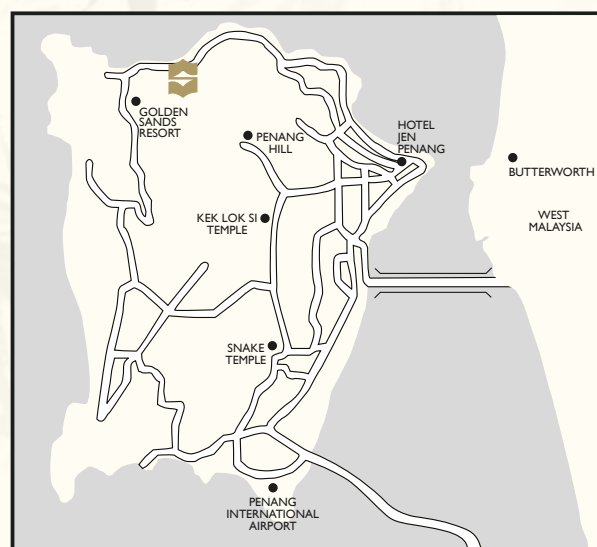 GOLDEN
SANDS
RESORT
PENANG
HILL
HOTEL
JEN
PENANG
BUTTERWORTH
KEK LOK SI
TEMPLE
WEST
MALAYSIA
SNAKE
TEMPLE
PENANG
INTERNATIONAL
AIRPORT